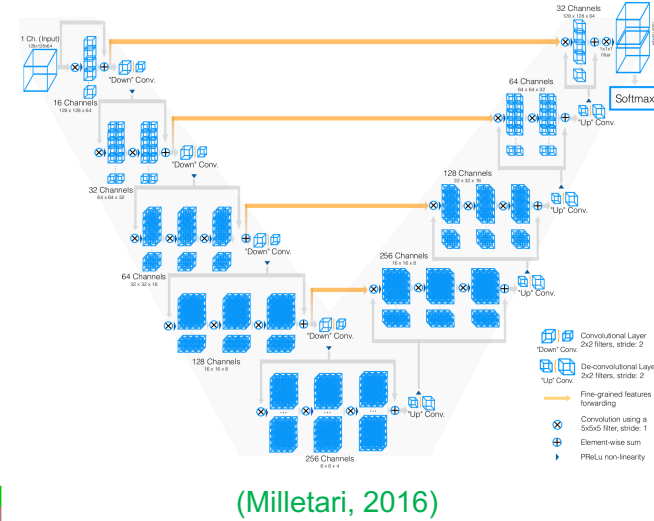 32 Channels
128 x 128 x 64
1 Ch. (Input)
128x128x64
1x1x1
filter
"Down" Conv.
16 Channels
128 x 128 x 64
64 Channels
64 x 64 x 32
Softmax
"Up" Conv.
"Down" Conv.
32 Channels
64 x 64 x 32
128 Channels
32 x 32 x 16
"Up" Conv.
"Down" Conv.
256 Channels
16 x 16 x 8
64 Channels
32 x 32 x 16
"Up" Conv.
"Down" Conv.
128 Channels
16 x 16 x 8
...
...
"Up" Conv.
256 Channels
8 x 8 x 4
Convolutional Layer
2x2 filters, stride: 2
"Down" Conv.
De-convolutional Laye
2x2 filters, stride: 2
"Up" Conv.
Fine-grained features
forwarding
Convolution using a
5x5x5 filter, stride: 1
Element-wise sum
PReLu non-linearity
(Milletari, 2016)